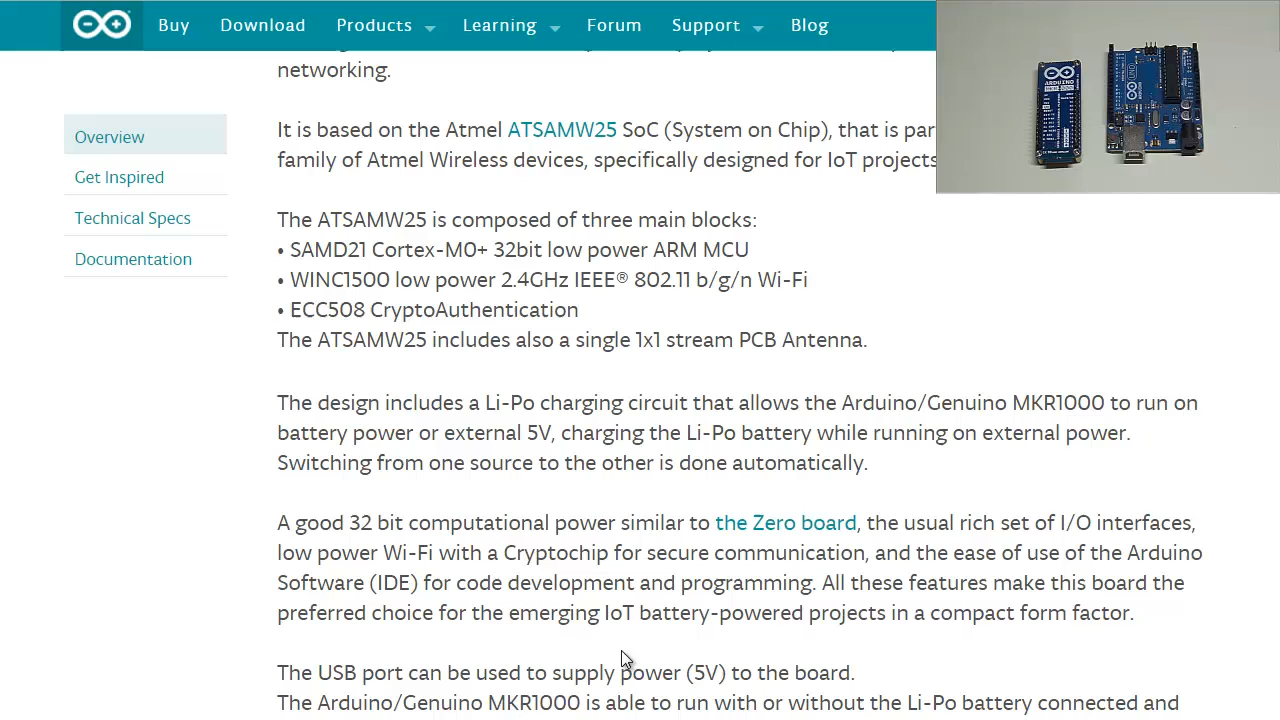 Buy Download Products Learning Forum Support Blog
networking.
Overview
Get Inspired
Technical Specs
Documentation
It is based on the Atmel ATSAMW25 SoC (System on Chip), that is par
family of Atmel Wireless devices, specifically designed for IoT projects
The ATSAMW25 is composed of three main blocks:
• SAMD21 Cortex-M0+ 32bit low power ARM MCU
• WINC1500 low power 2.4GHz IEEE® 802.11 b/g/n Wi-Fi
• ECC508 CryptoAuthentication
The ATSAMW25 includes also a single 1x1 stream PCB Antenna.
The design includes a Li-Po charging circuit that allows the Arduino/Genuino MKR1000 to run on
battery power or external 5V, charging the Li-Po battery while running on external power.
Switching from one source to the other is done automatically.
A good 32 bit computational power similar to the Zero board, the usual rich set of I/O interfaces,
low power Wi-Fi with a Cryptochip for secure communication, and the ease of use of the Arduino
Software (IDE) for code development and programming. All these features make this board the
preferred choice for the emerging IoT battery-powered projects in a compact form factor.
The USB port can be used to supply power (5V) to the board.
The Arduino/Genuino MKR1000 is able to run with or without the Li-Po battery connected and
ARDUINO
UNO